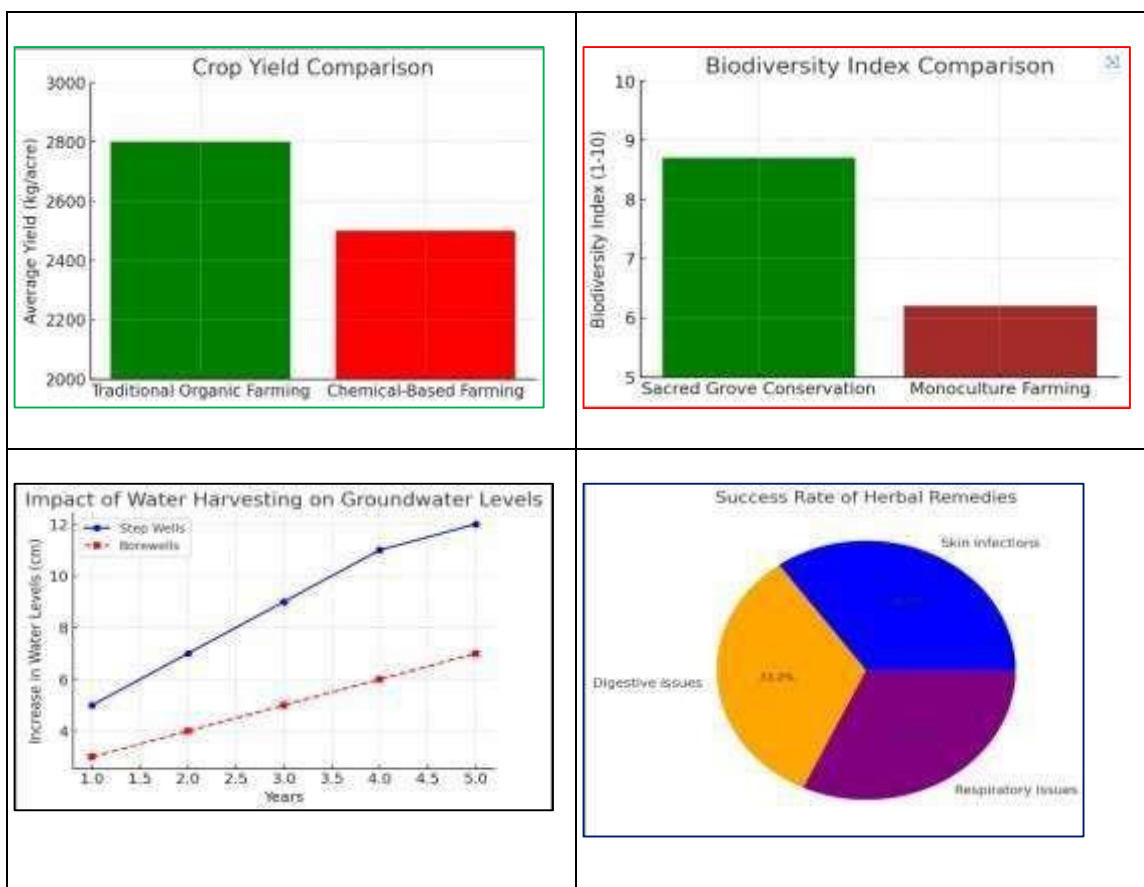 Crop Yield Comparison
Average Yield (kg/acre)
3000
2800
2600
2400
2200
2000
Traditional Organic Farming Chemical-Based Farming
Biodiversity Index Comparison
Biodiversity Index (1-10)
10
9
8
7
6
5
Sacred Grove Conservation Monoculture Farming
Impact of Water Harvesting on Groundwater Levels
Increase in Water Levels (cm)
Step Wells
Borewells
12
10
8
6
4
1.0 1.5 2.0 2.5 3.0 3.5 4.0 4.5 5.0
Years
Success Rate of Herbal Remedies
Skin Infections
Digestive Issues
Respiratory Issues